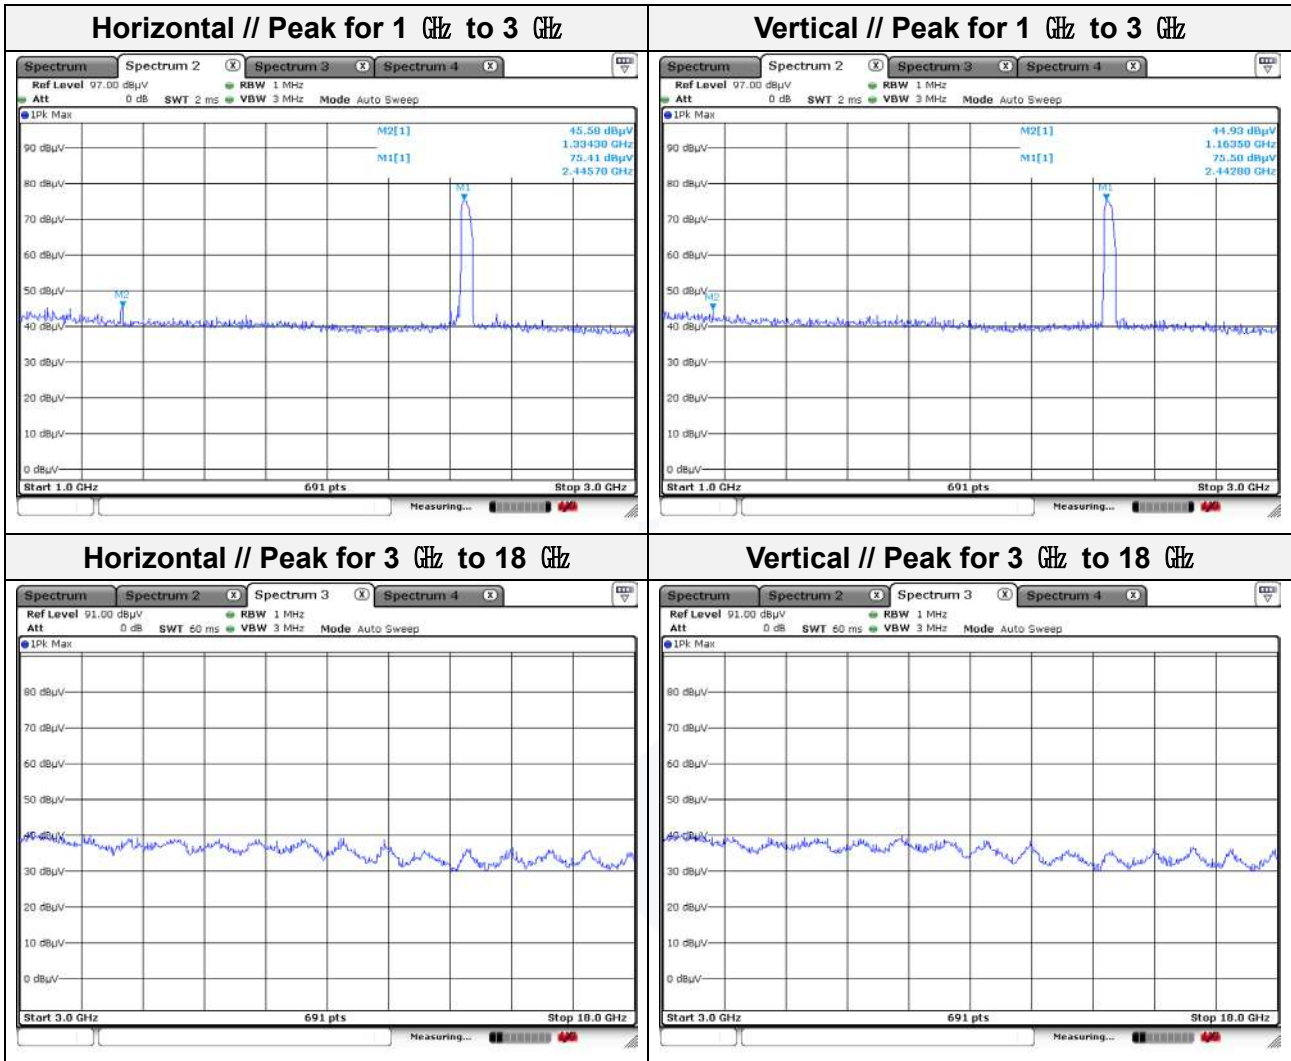 Horizontal // Peak for 1 ㎓ to 3 ㎓
Spectrum Spectrum 2 Spectrum 3 Spectrum 4
Ref Level 97.00 dBµV RBW 1 MHz
Att 0 dB SWT 2 ms VBW 3 MHz Mode Auto Sweep
1Pk Max
M2[1] 45.50 dBµV
1.33430 GHz
M1[1] 75.41 dBµV
2.44570 GHz
90 dBµV
80 dBµV
M1
70 dBµV
60 dBµV
50 dBµV
M2
40 dBµV
30 dBµV
20 dBµV
10 dBµV
0 dBµV
Start 1.0 GHz 691 pts Stop 3.0 GHz
Measuring...
Vertical // Peak for 1 ㎓ to 3 ㎓
Spectrum Spectrum 2 Spectrum 3 Spectrum 4
Ref Level 97.00 dBµV RBW 1 MHz
Att 0 dB SWT 2 ms VBW 3 MHz Mode Auto Sweep
1Pk Max
M2[1] 44.93 dBµV
1.16350 GHz
M1[1] 75.50 dBµV
2.44280 GHz
90 dBµV
80 dBµV
M1
70 dBµV
60 dBµV
50 dBµV
M2
40 dBµV
30 dBµV
20 dBµV
10 dBµV
0 dBµV
Start 1.0 GHz 691 pts Stop 3.0 GHz
Measuring...
Horizontal // Peak for 3 ㎓ to 18 ㎓
Spectrum Spectrum 2 Spectrum 3 Spectrum 4
Ref Level 91.00 dBµV RBW 1 MHz
Att 0 dB SWT 60 ms VBW 3 MHz Mode Auto Sweep
1Pk Max
80 dBµV
70 dBµV
60 dBµV
50 dBµV
40 dBµV
30 dBµV
20 dBµV
10 dBµV
0 dBµV
Start 3.0 GHz 691 pts Stop 18.0 GHz
Measuring...
Vertical // Peak for 3 ㎓ to 18 ㎓
Spectrum Spectrum 2 Spectrum 3 Spectrum 4
Ref Level 91.00 dBµV RBW 1 MHz
Att 0 dB SWT 60 ms VBW 3 MHz Mode Auto Sweep
1Pk Max
80 dBµV
70 dBµV
60 dBµV
50 dBµV
40 dBµV
30 dBµV
20 dBµV
10 dBµV
0 dBµV
Start 3.0 GHz 691 pts Stop 18.0 GHz
Measuring...